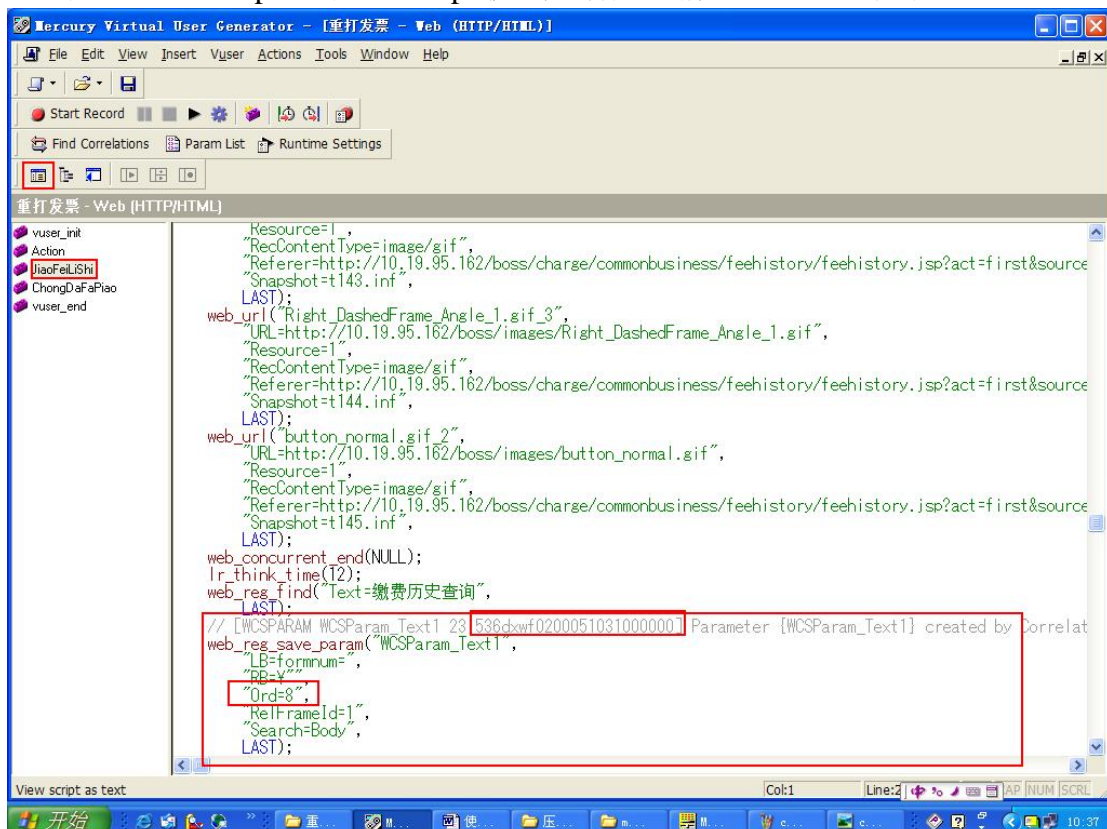 Mercury Virtual User Generator - [重打发票 - Web (HTTP/HTML)]
File Edit View Insert Vuser Actions Tools Window Help
Start Record
Find Correlations Param List Runtime Settings
重打发票 - Web (HTTP/HTML)
vuser_init
Action
JiaoFeiLiShi
ChongDaFaPiao
vuser_end
"Resource=1",
"RecContentType=image/gif",
"Referer=http://10.19.95.162/boss/charge/commonbusiness/feehistory/feehistory.jsp?act=first&source
"Snapshot=t143.inf",
LAST);
web_url("Right_DashedFrame_Angle_1.gif_3",
"URL=http://10.19.95.162/boss/images/Right_DashedFrame_Angle_1.gif",
"Resource=1",
"RecContentType=image/gif",
"Referer=http://10.19.95.162/boss/charge/commonbusiness/feehistory/feehistory.jsp?act=first&source
"Snapshot=t144.inf",
LAST);
web_url("button_normal.gif_2",
"URL=http://10.19.95.162/boss/images/button_normal.gif",
"Resource=1",
"RecContentType=image/gif",
"Referer=http://10.19.95.162/boss/charge/commonbusiness/feehistory/feehistory.jsp?act=first&source
"Snapshot=t145.inf",
LAST);
web_concurrent_end(NULL);
lr_think_time(12);
web_reg_find("Text=缴费历史查询",
LAST);
// [WCSPARAM WCSParam_Text1 23 536dxwf0200051031000000] Parameter {WCSParam_Text1} created by Correlat
web_reg_save_param("WCSParam_Text1",
"LB=formnum=",
"RB=¥"",
"Ord=8",
"RelFrameId=1",
"Search=Body",
LAST);
View script as text Col:1 Line:2 AP NUM SCRL
开始 重... M... 使... 压... m... M... c... c... 10:37